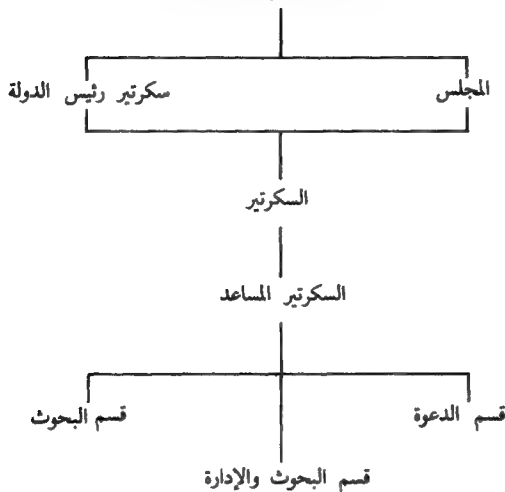 المجلس
سكرتير رئيس الدولة
السكرتير
السكرتير المساعد
قسم الدعوة
قسم البحوث
قسم البحوث والإدارة